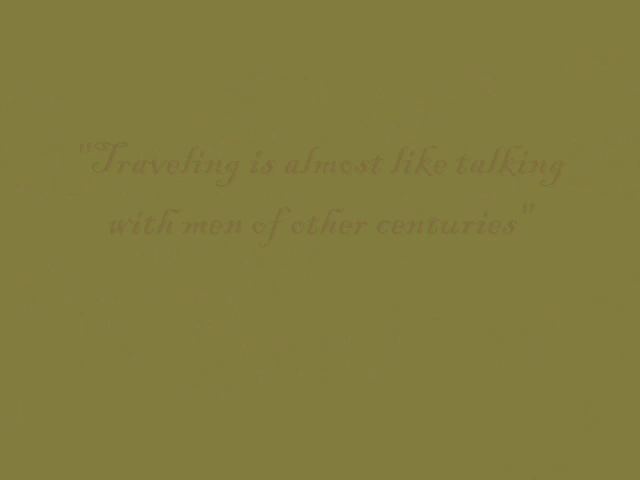 "Traveling is almost like talking
with men of other centuries"